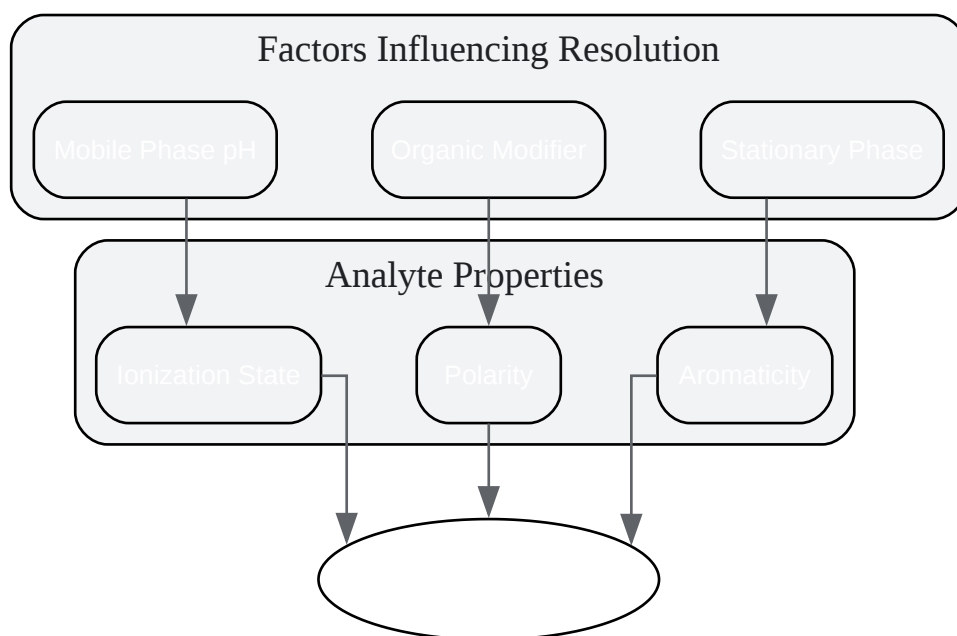 Factors Influencing Resolution
Mobile Phase pH
Organic Modifier
Stationary Phase
Analyte Properties
Ionization State
Polarity
Aromaticity